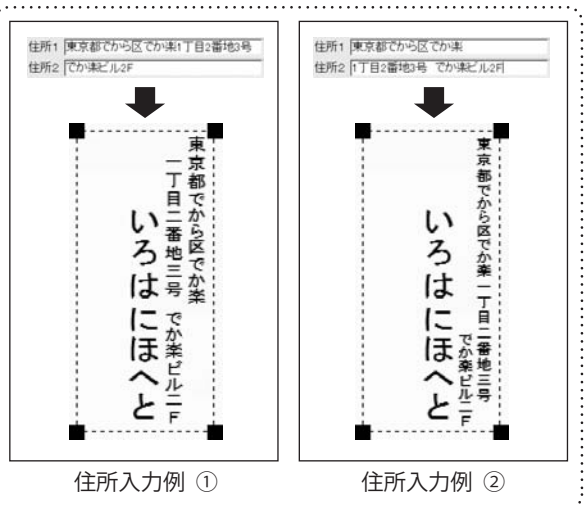 住所1 東京都でから区でか楽1丁目2番地3号
住所2 でか楽ビル2F
東京都でから区でか楽
一丁目二番地三号 でか楽ビル二F
いろはにほへと
住所入力例 ①
住所1 東京都でから区でか楽
住所2 1丁目2番地3号 でか楽ビル2F
東京都でから区でか楽一丁目二番地三号
でか楽ビル二F
いろはにほへと
住所入力例 ②